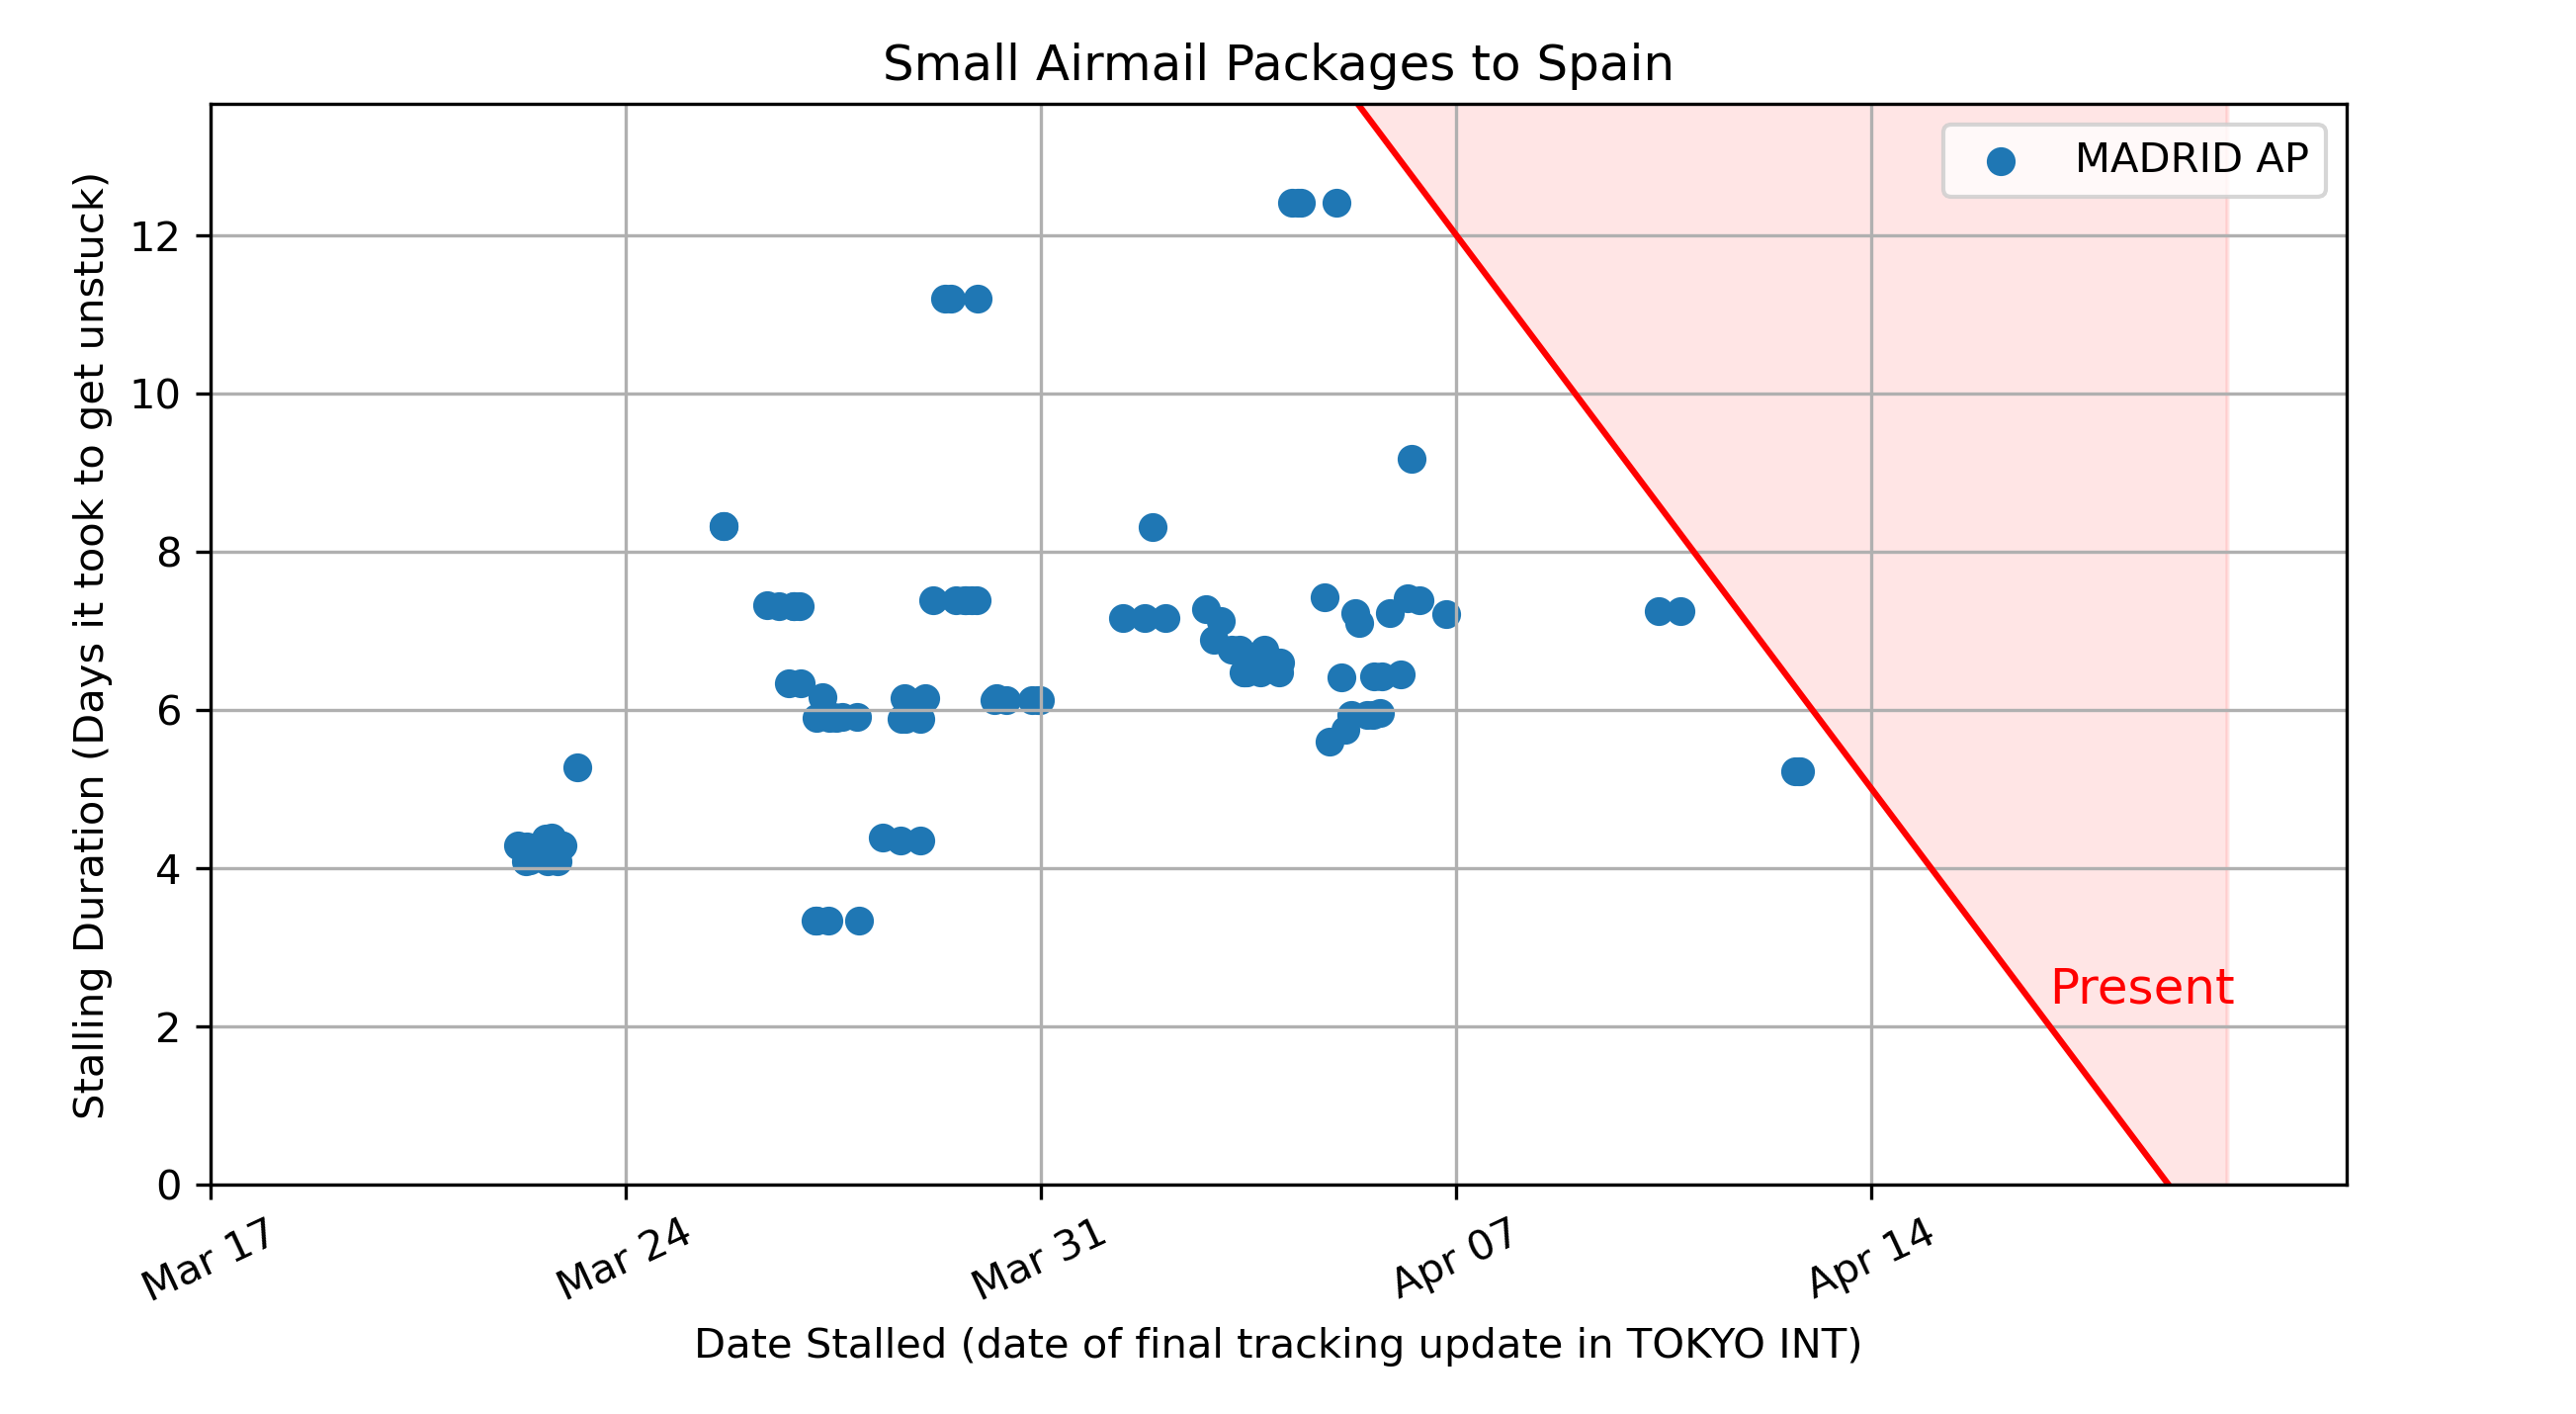 Small Airmail Packages to Spain
MADRID AP
Stalling Duration (Days it took to get unstuck)
12
10
8
6
4
2
0
Present
Mar 17
Mar 24
Mar 31
Apr 07
Apr 14
Date Stalled (date of final tracking update in TOKYO INT)